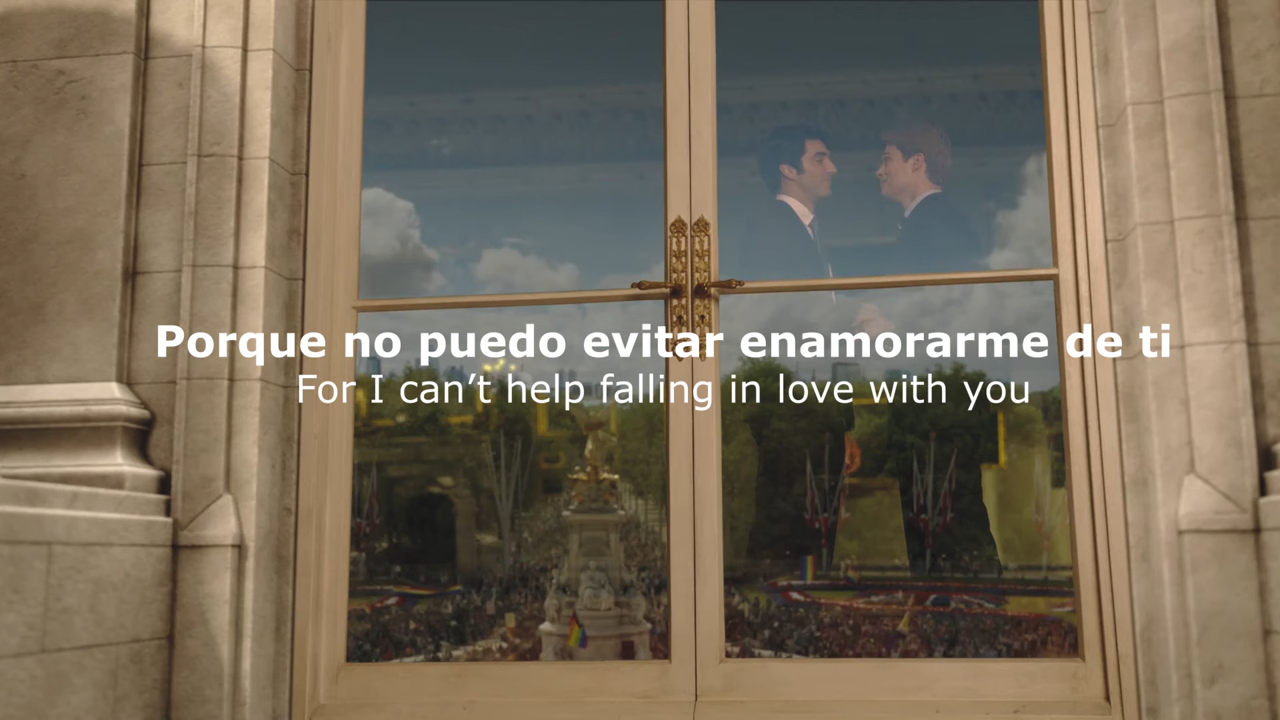 Porque no puedo evitar enamorarme de ti
For I can’t help falling in love with you